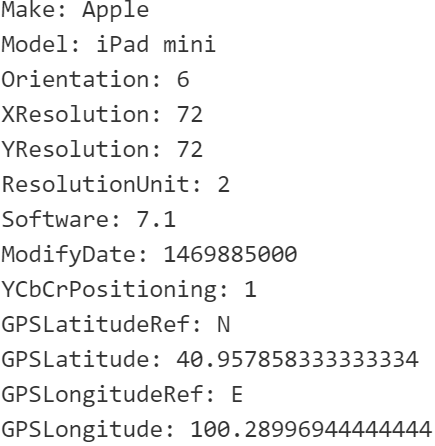 Make: Apple
Model: iPad mini
Orientation: 6
XResolution: 72
YResolution: 72
ResolutionUnit: 2
Software: 7.1
ModifyDate: 1469885000
YCbCrPositioning: 1
GPSLatitudeRef: N
GPSLatitude: 40.957858333333334
GPSLongitudeRef: E
GPSLongitude: 100.28996944444444